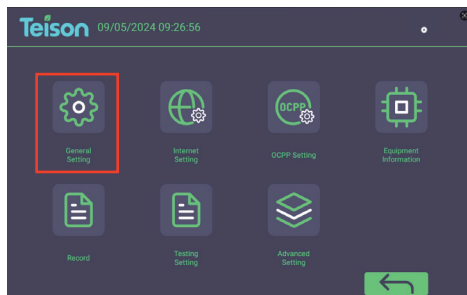 Teison 09/05/2024 09:26:56
General
Setting
Internet
Setting
OCPP
OCPP Setting
Equipment
Information
Record
Testing
Setting
Advanced
Setting